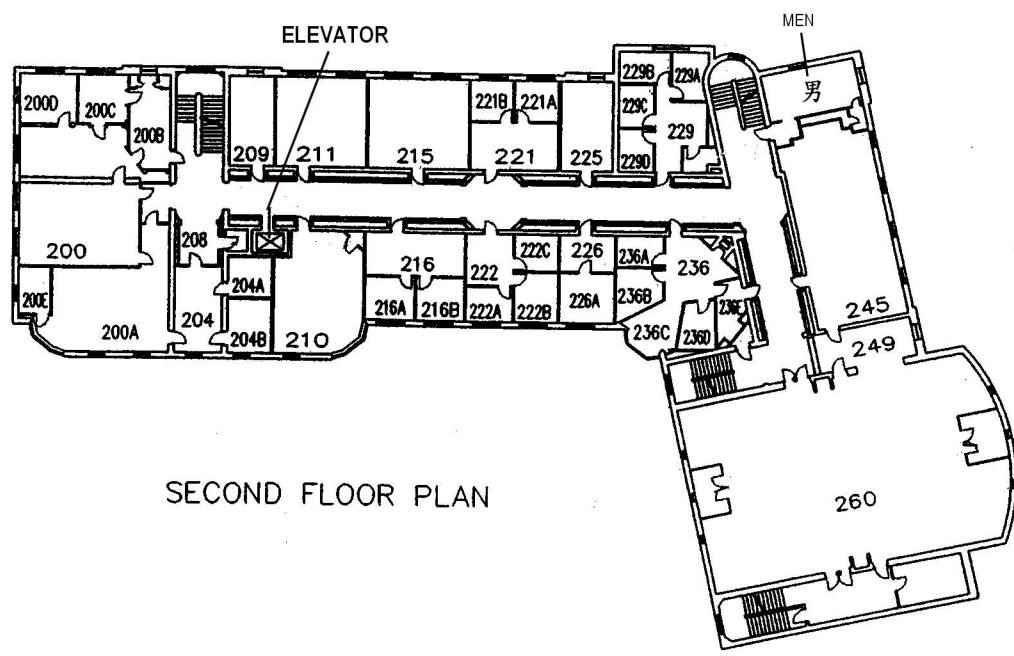 MEN
ELEVATOR
男
200D
200C
200B
209
211
215
221B
221A
221
225
229B
229A
229C
229
229D
200
200E
200A
208
204A
204
204B
210
216
216A
216B
222
222C
222A
222B
226
226A
236A
236
236B
236C
236D
236E
245
249
260
SECOND FLOOR PLAN